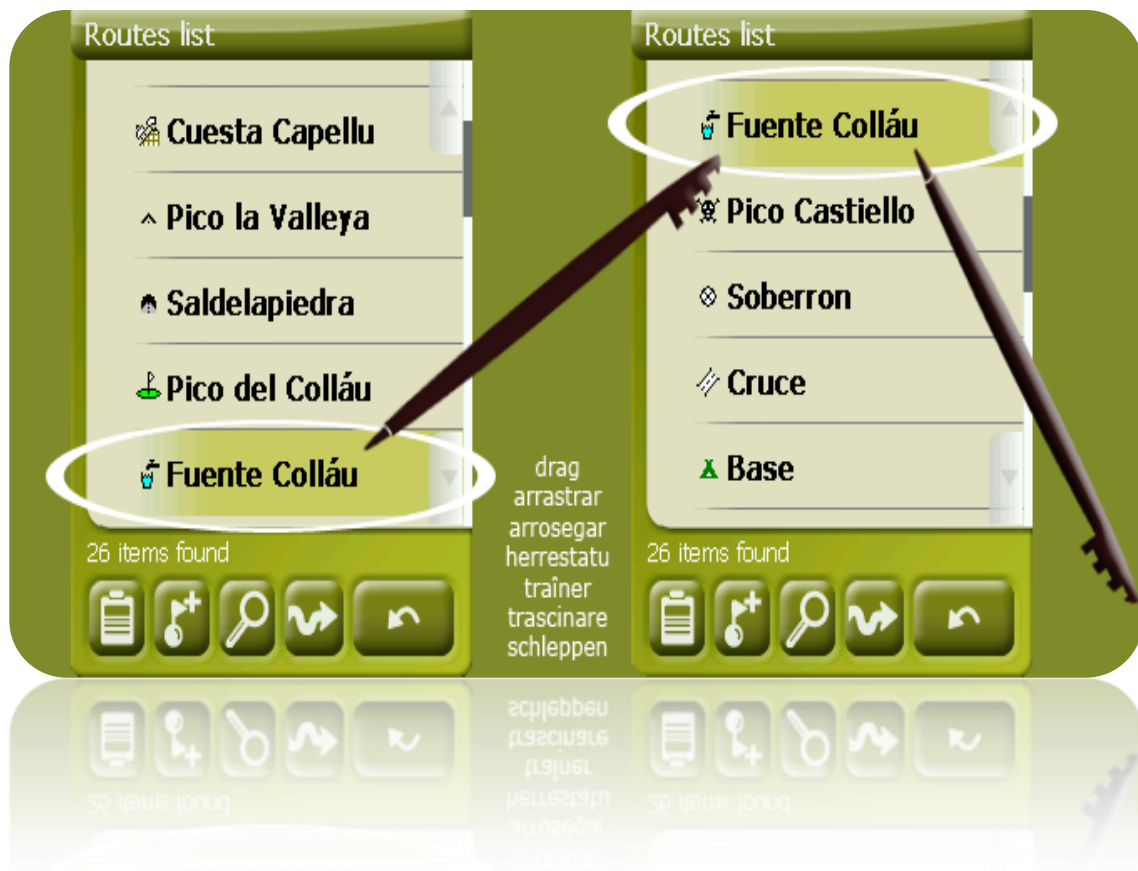 Routes list
Cuesta Capellu
Pico la Valleya
Saldelapiedra
Pico del Colláu
Fuente Colláu
26 items found
drag
arrastrar
arrosegar
herrestatu
traîner
trascinare
schleppen
Routes list
Fuente Colláu
Pico Castiello
Soberron
Cruce
Base
26 items found